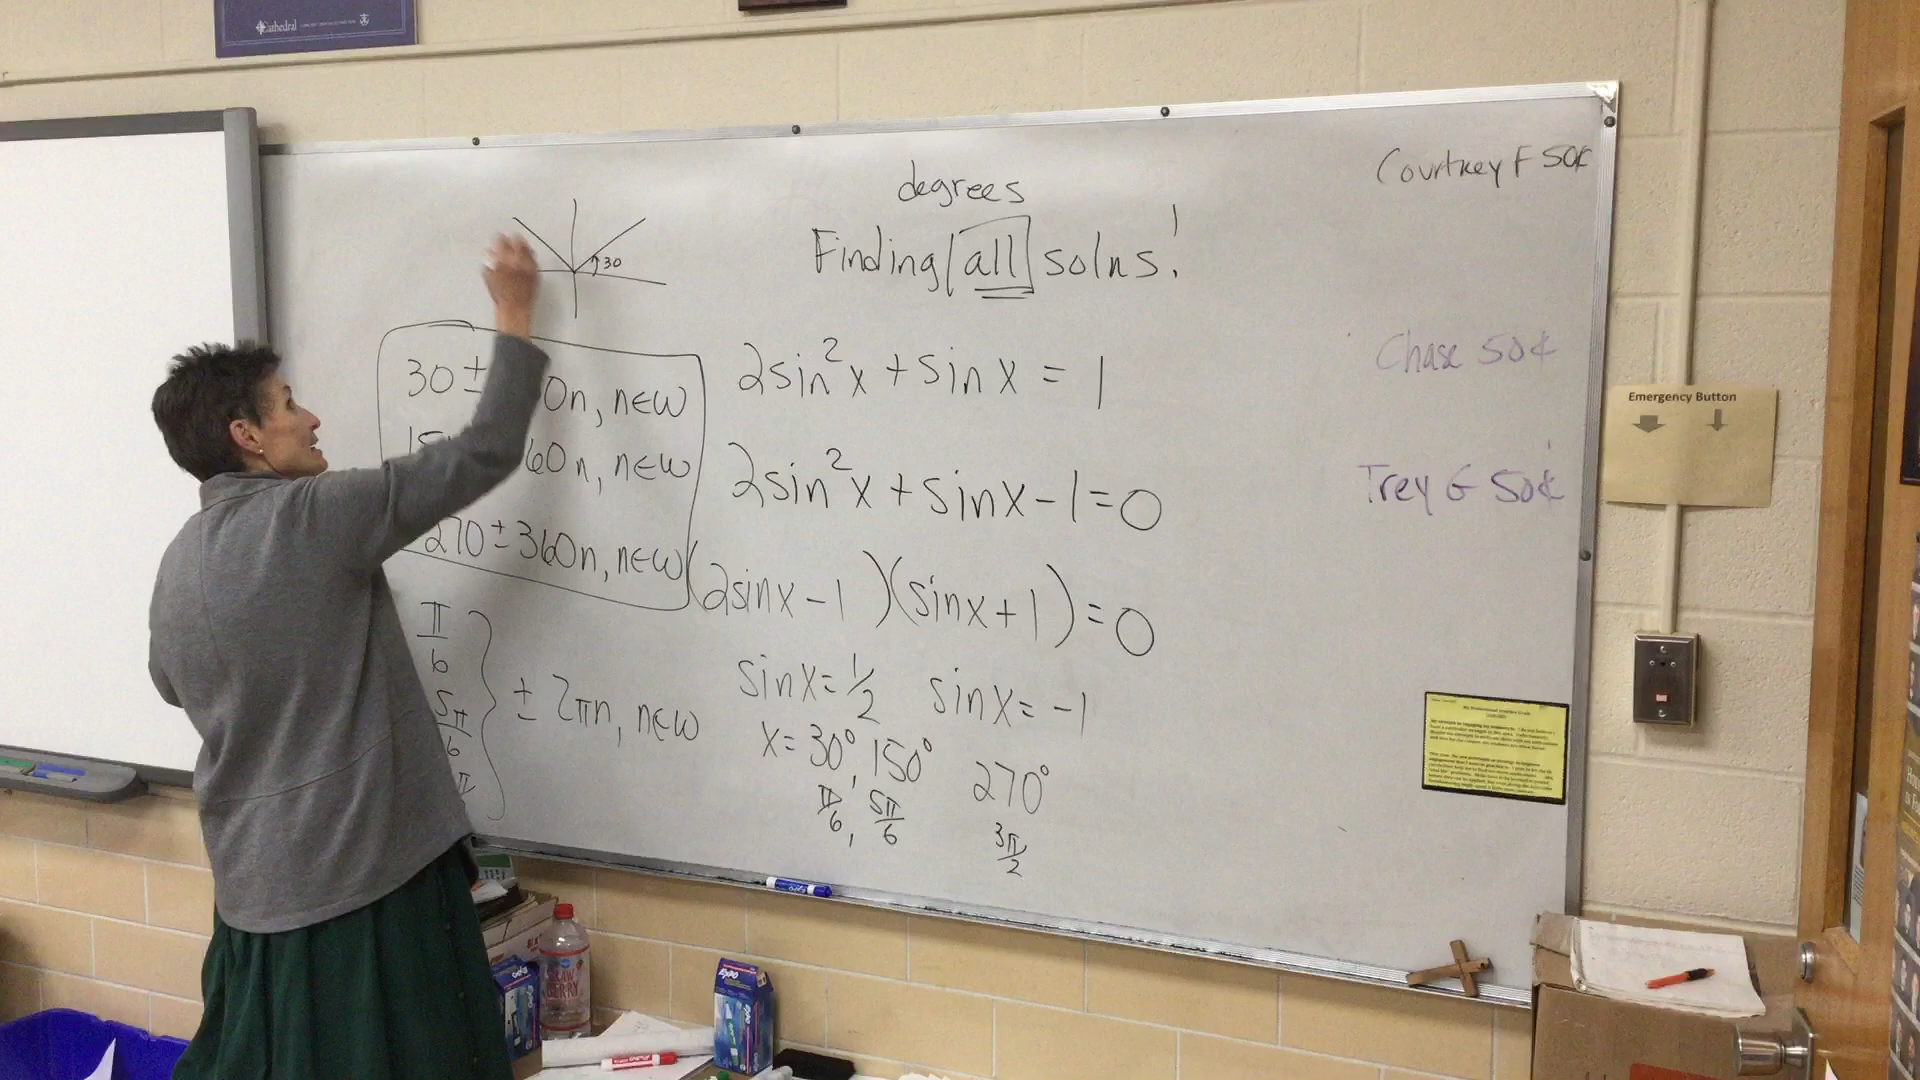 Cathedral
degrees
Finding all solns!
Courtney F 50¢
30
30 ± 0n, new
60n, new
270 ± 360n, new
2sin²x + sin x = 1
2sin²x + sinx - 1 = 0
(2sinx - 1)(sinx + 1) = 0
sinx = 1/2 sinx = -1
x = 30°, 150° 270°
π/6, 5π/6 3π/2
π/6
5π/6
π
± 2πn, new
Chase 50¢
Trey G 50¢
Emergency Button
EXPO